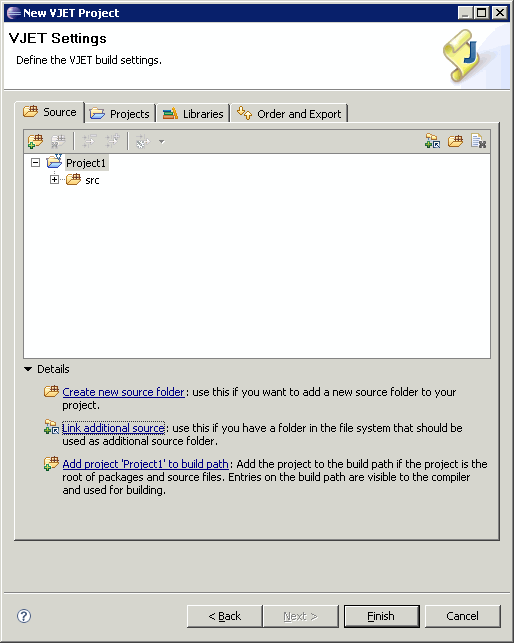 New VJET Project
VJET Settings
Define the VJET build settings.
J
Source
Projects
Libraries
Order and Export
Project1
src
Details
Create new source folder: use this if you want to add a new source folder to your
project.
Link additional source: use this if you have a folder in the file system that should be
used as additional source folder.
Add project 'Project1' to build path: Add the project to the build path if the project is the
root of packages and source files. Entries on the build path are visible to the compiler
and used for building.
?
< Back
Next >
Finish
Cancel